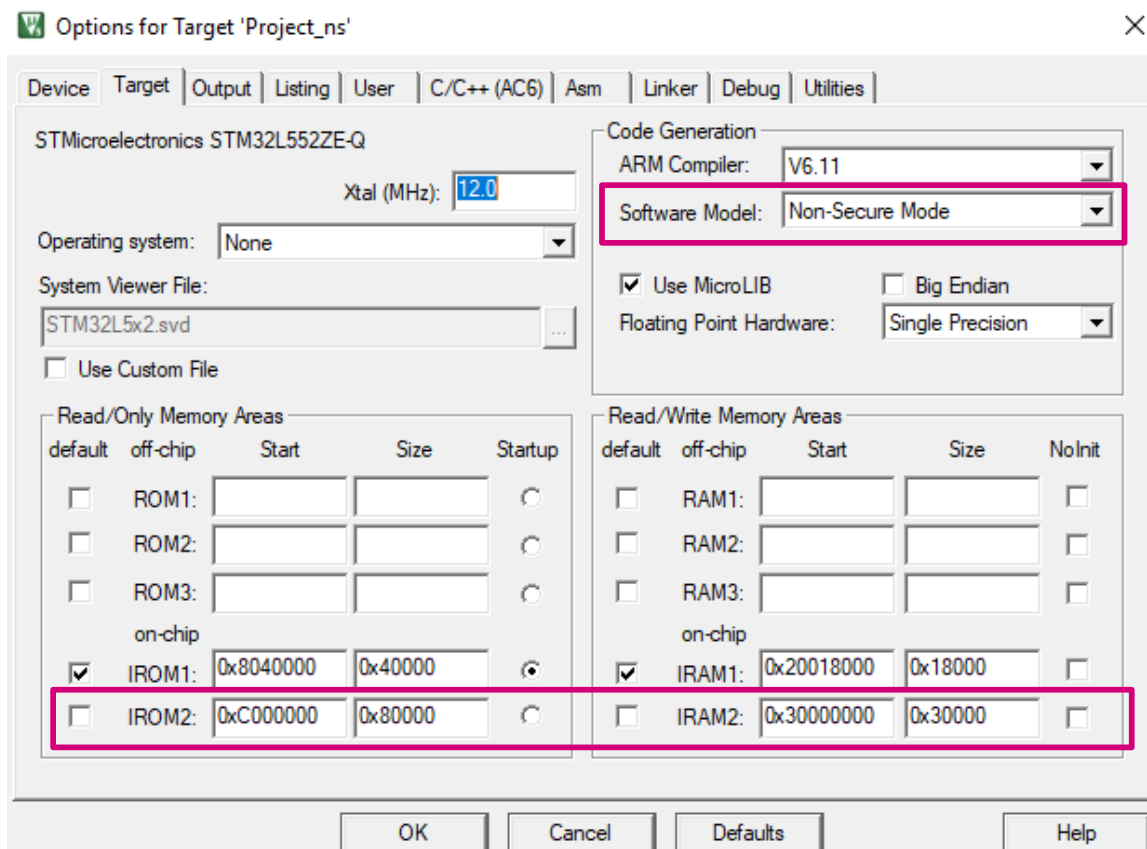 Options for Target 'Project_ns'
Device Target Output Listing User C/C++ (AC6) Asm Linker Debug Utilities
STMicroelectronics STM32L552ZE-Q
Xtal (MHz): 12.0
Operating system: None
System Viewer File:
STM32L5x2.svd ...
Use Custom File
Code Generation
ARM Compiler: V6.11
Software Model: Non-Secure Mode
Use MicroLIB Big Endian
Floating Point Hardware: Single Precision
Read/Only Memory Areas
default off-chip Start Size Startup
ROM1:
ROM2:
ROM3:
on-chip
IROM1: 0x8040000 0x40000
IROM2: 0xC000000 0x80000
Read/Write Memory Areas
default off-chip Start Size NoInit
RAM1:
RAM2:
RAM3:
on-chip
IRAM1: 0x20018000 0x18000
IRAM2: 0x30000000 0x30000
OK Cancel Defaults Help